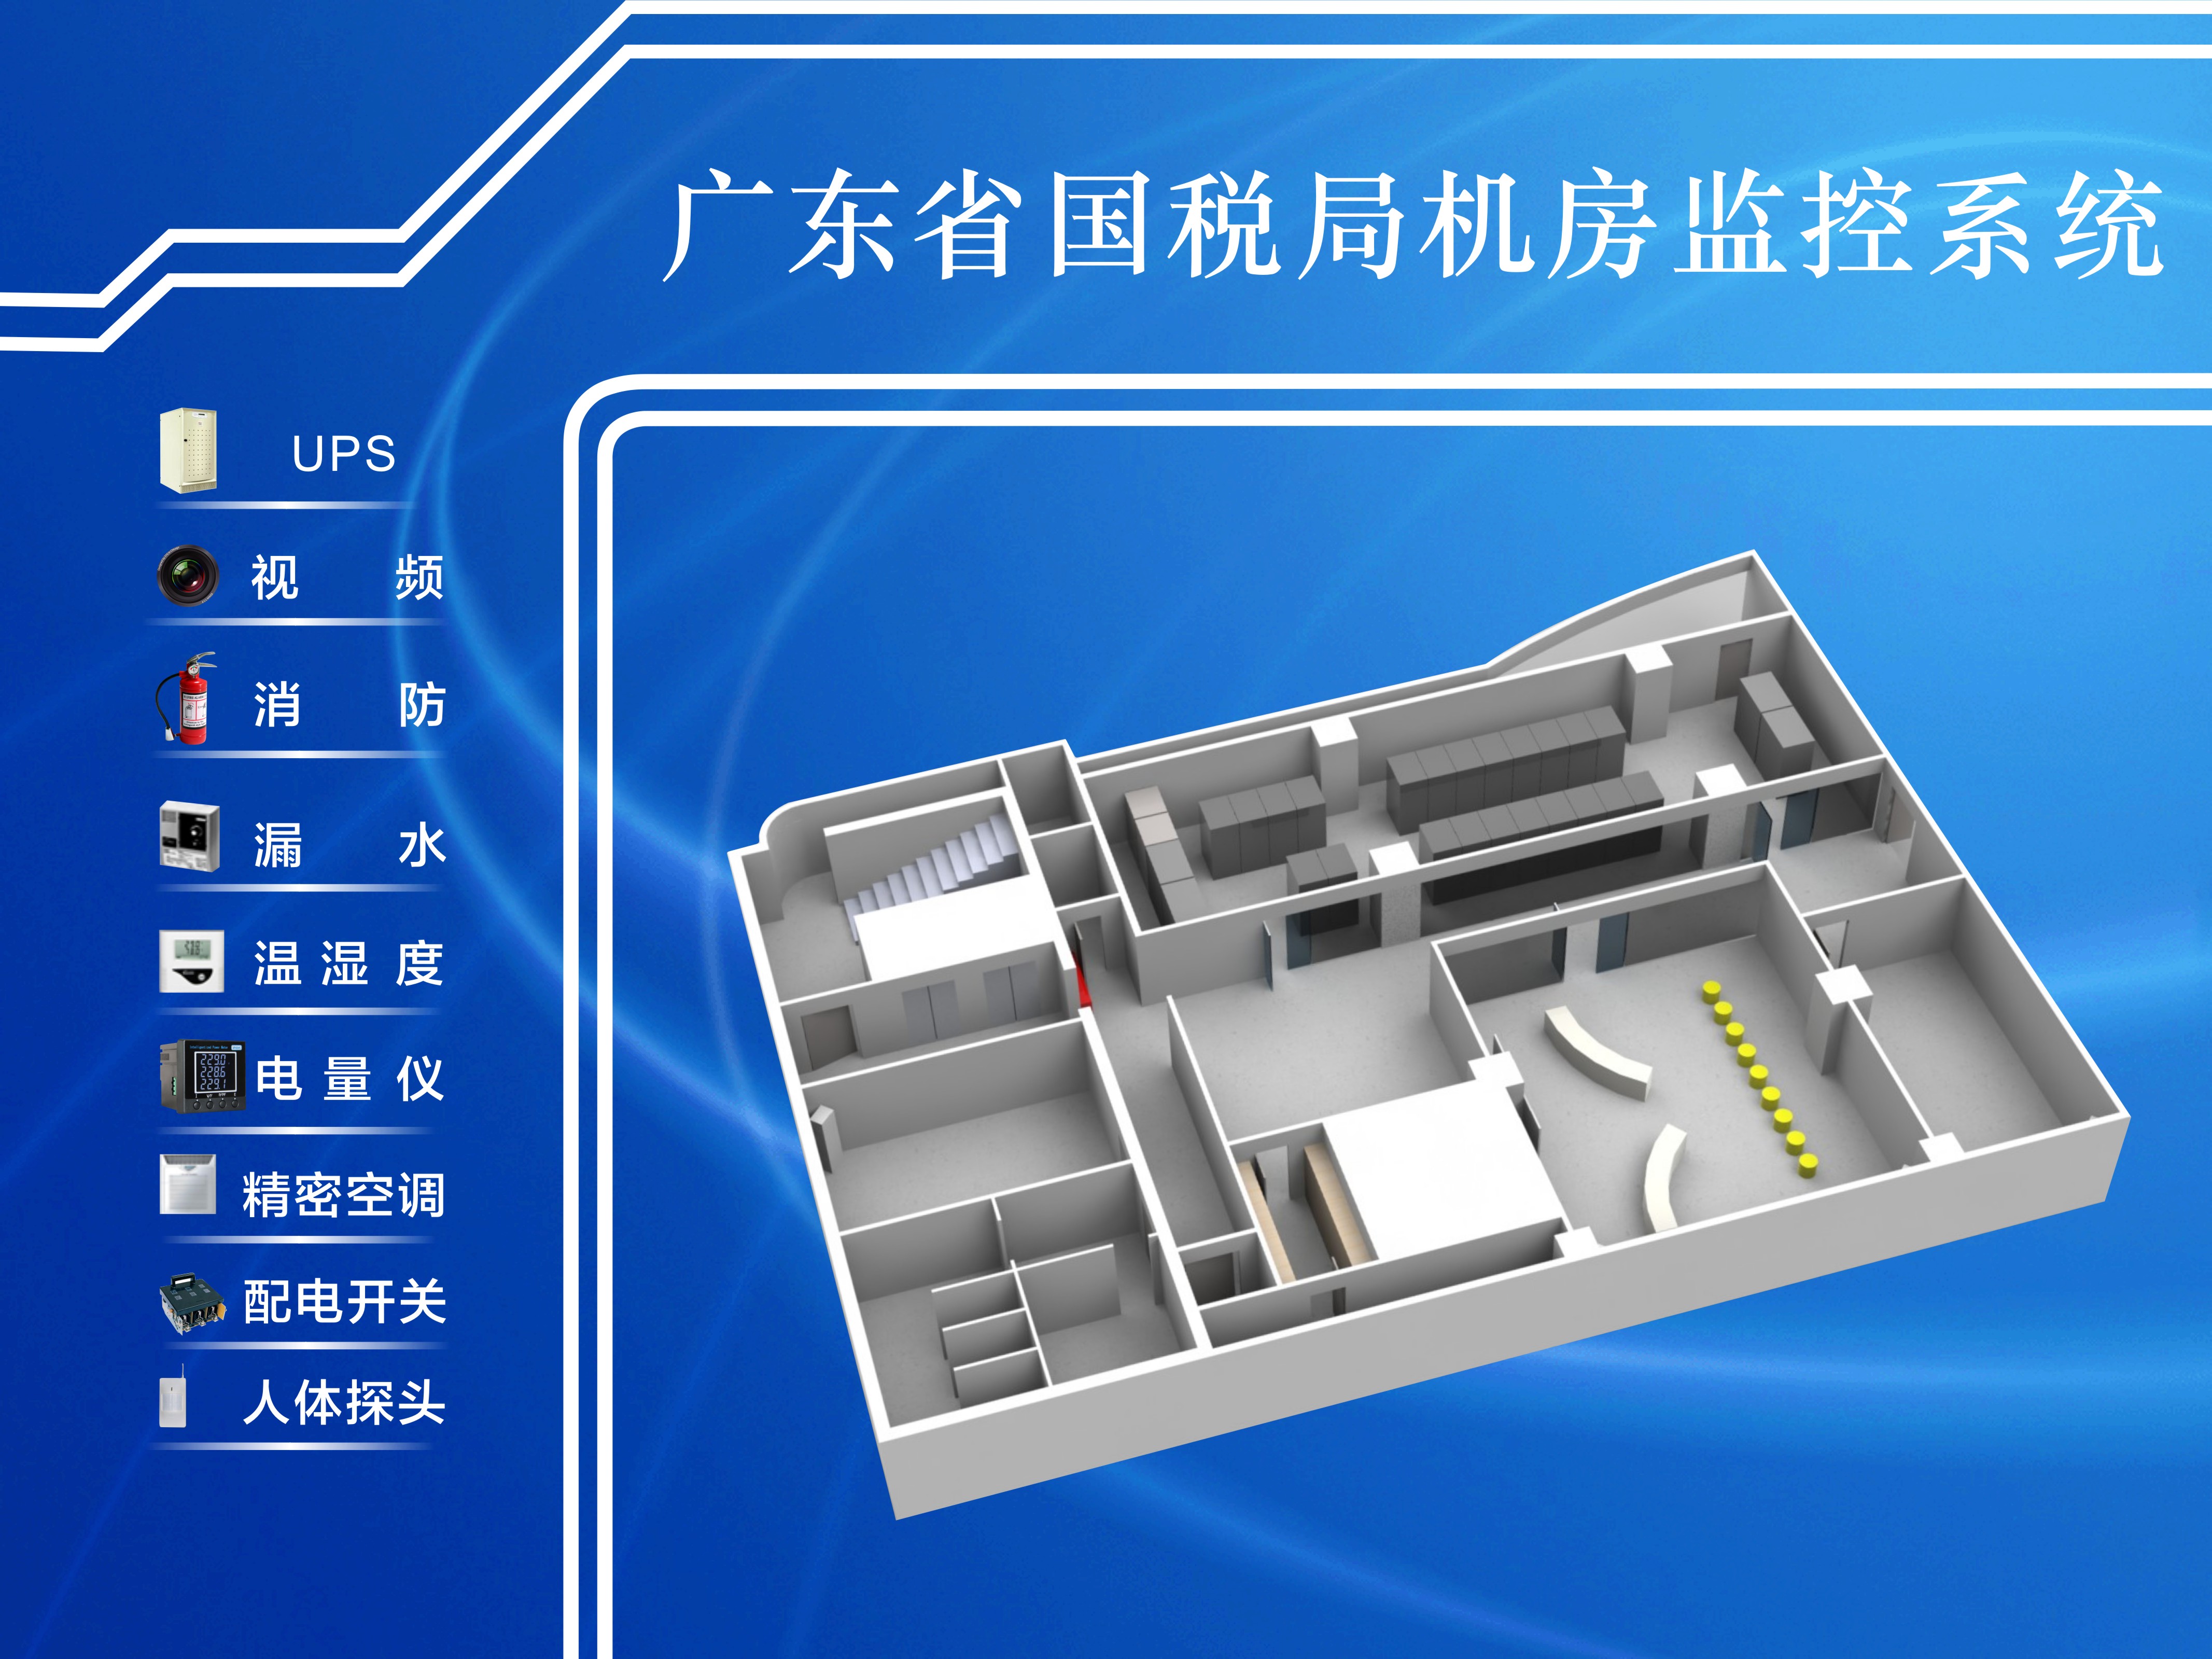 广东省国税局机房监控系统
UPS
视 频
消 防
漏 水
温 湿 度
电 量 仪
229.0
228.6
229.1
精密空调
配电开关
人体探头